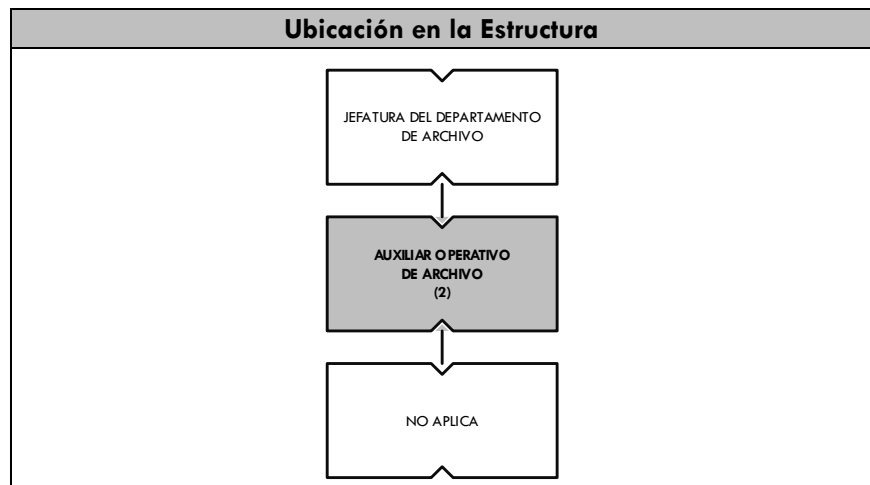 Ubicación en la Estructura
JEFATURA DEL DEPARTAMENTO
DE ARCHIVO
AUXILIAR OPERATIVO
DE ARCHIVO
(2)
NO APLICA